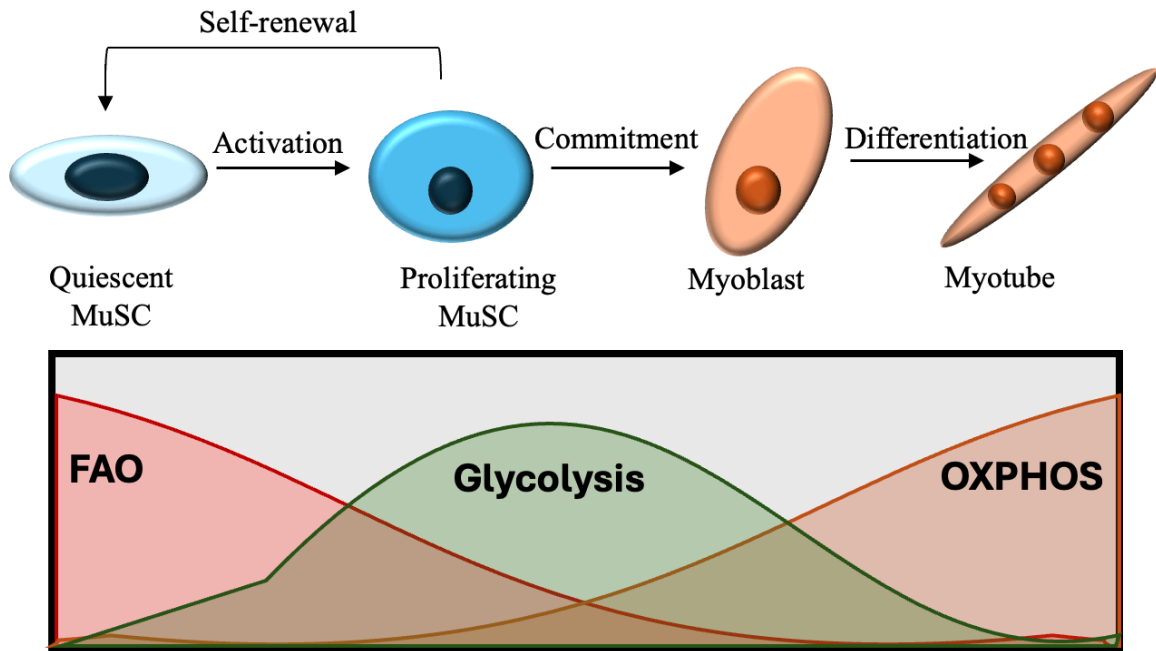 Self-renewal
Activation
Commitment
Differentiation
Quiescent
MuSC
Proliferating
MuSC
Myoblast
Myotube
FAO
Glycolysis
OXPHOS